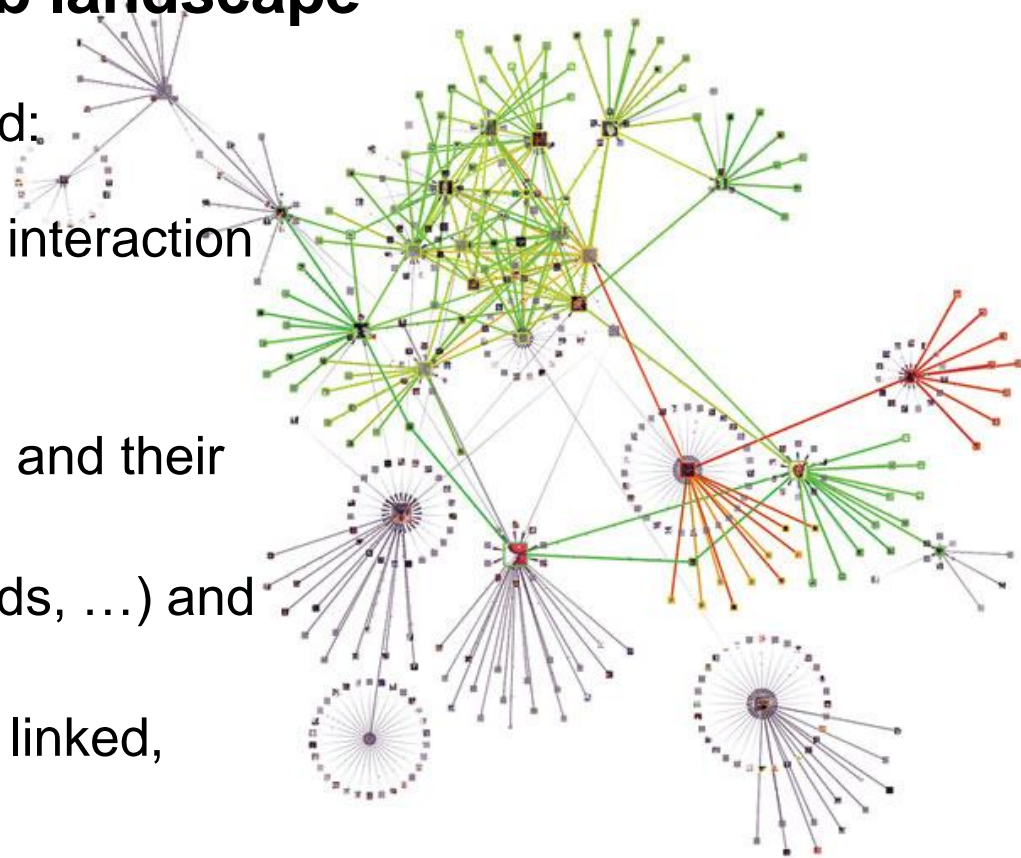 landscape
d:
interaction
and their
ds, …) and
linked,